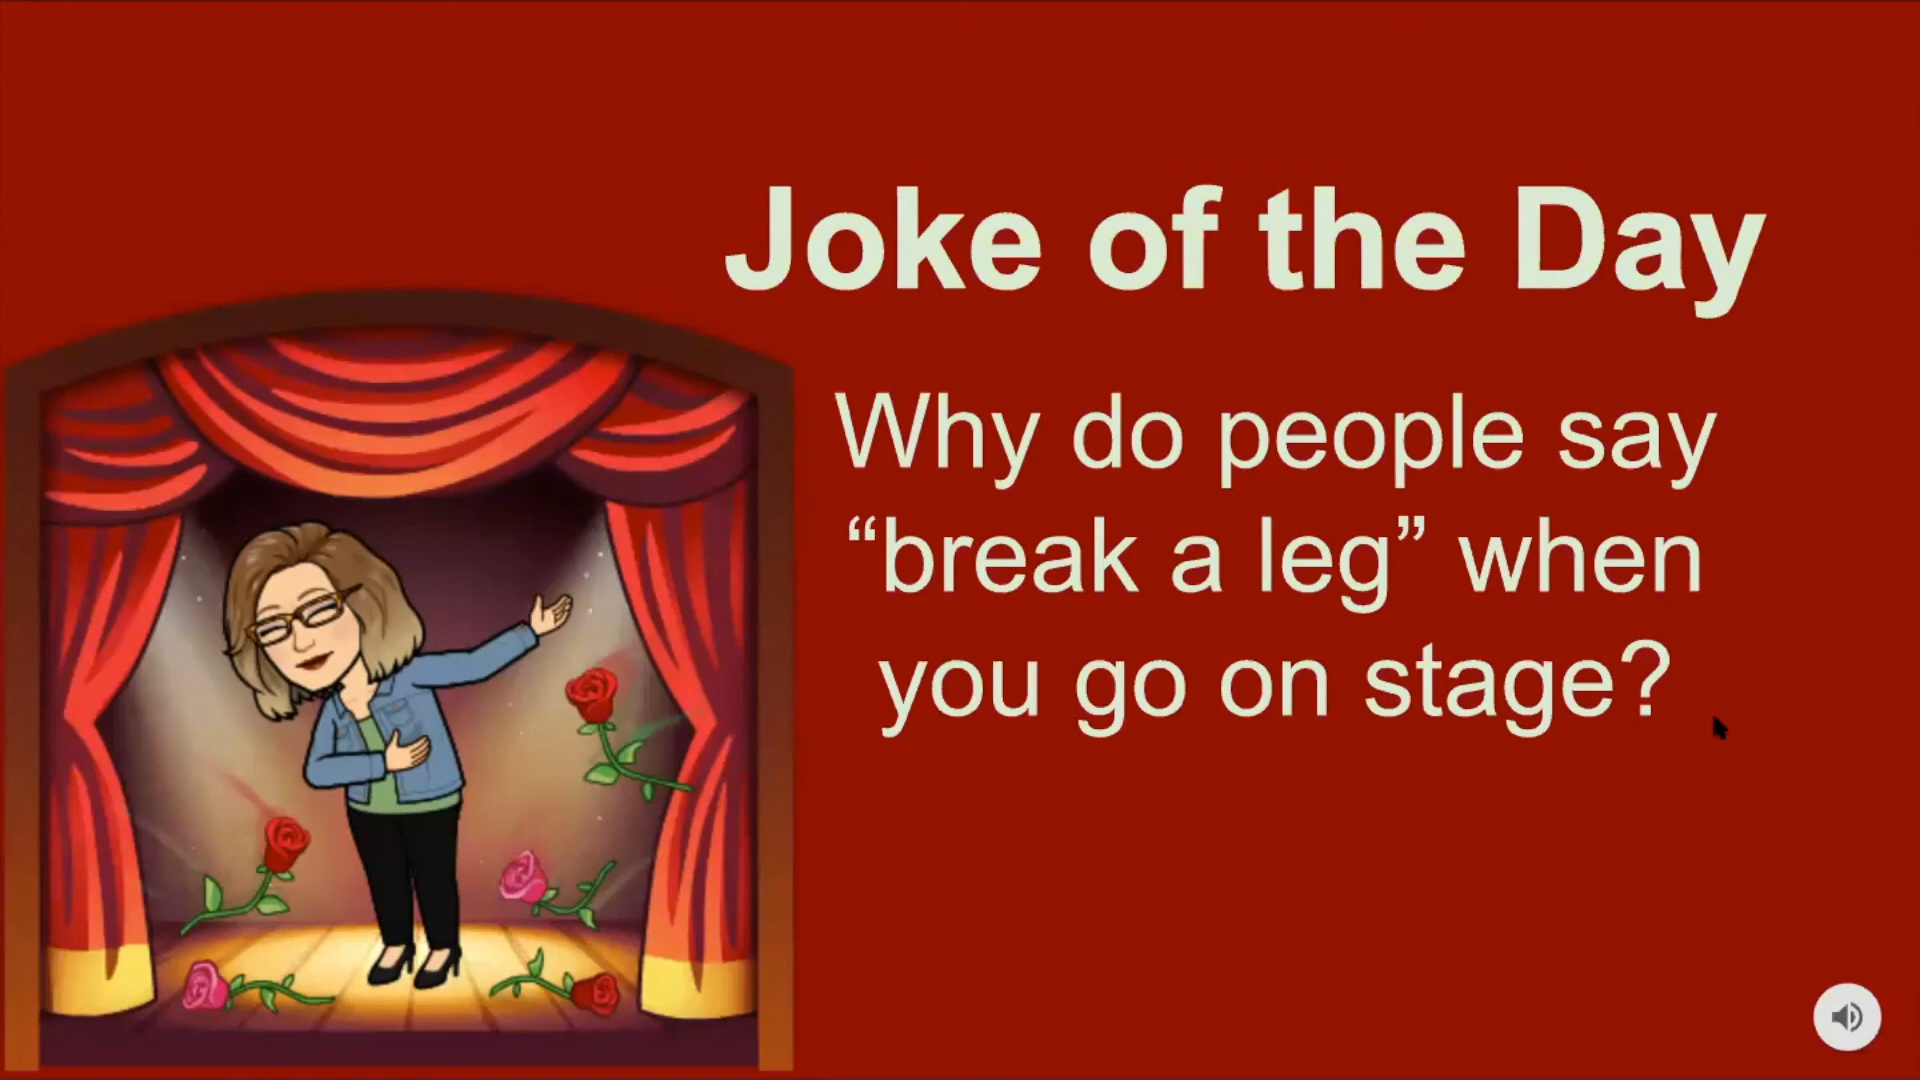 Joke of the Day
Why do people say
“break a leg” when
you go on stage?